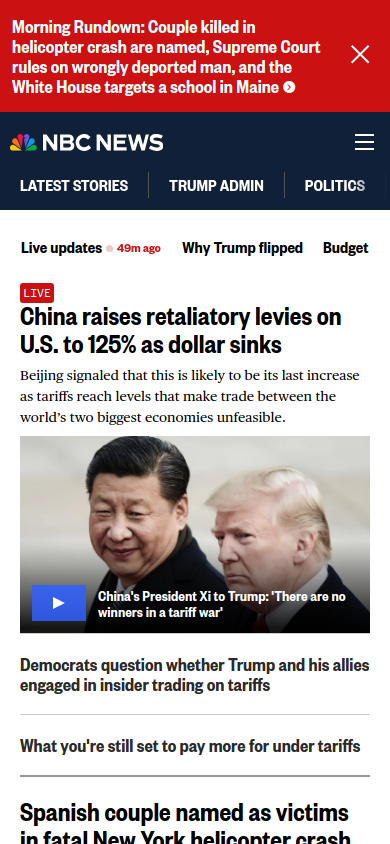 Morning Rundown: Couple killed in
helicopter crash are named, Supreme Court
rules on wrongly deported man, and the
White House targets a school in Maine
NBC NEWS
LATEST STORIES TRUMP ADMIN POLITICS
Live updates 49m ago Why Trump flipped Budget
LIVE
China raises retaliatory levies on
U.S. to 125% as dollar sinks
Beijing signaled that this is likely to be its last increase
as tariffs reach levels that make trade between the
world’s two biggest economies unfeasible.
China's President Xi to Trump: 'There are no
winners in a tariff war'
Democrats question whether Trump and his allies
engaged in insider trading on tariffs
What you're still set to pay more for under tariffs
Spanish couple named as victims
in fatal New York helicopter crash